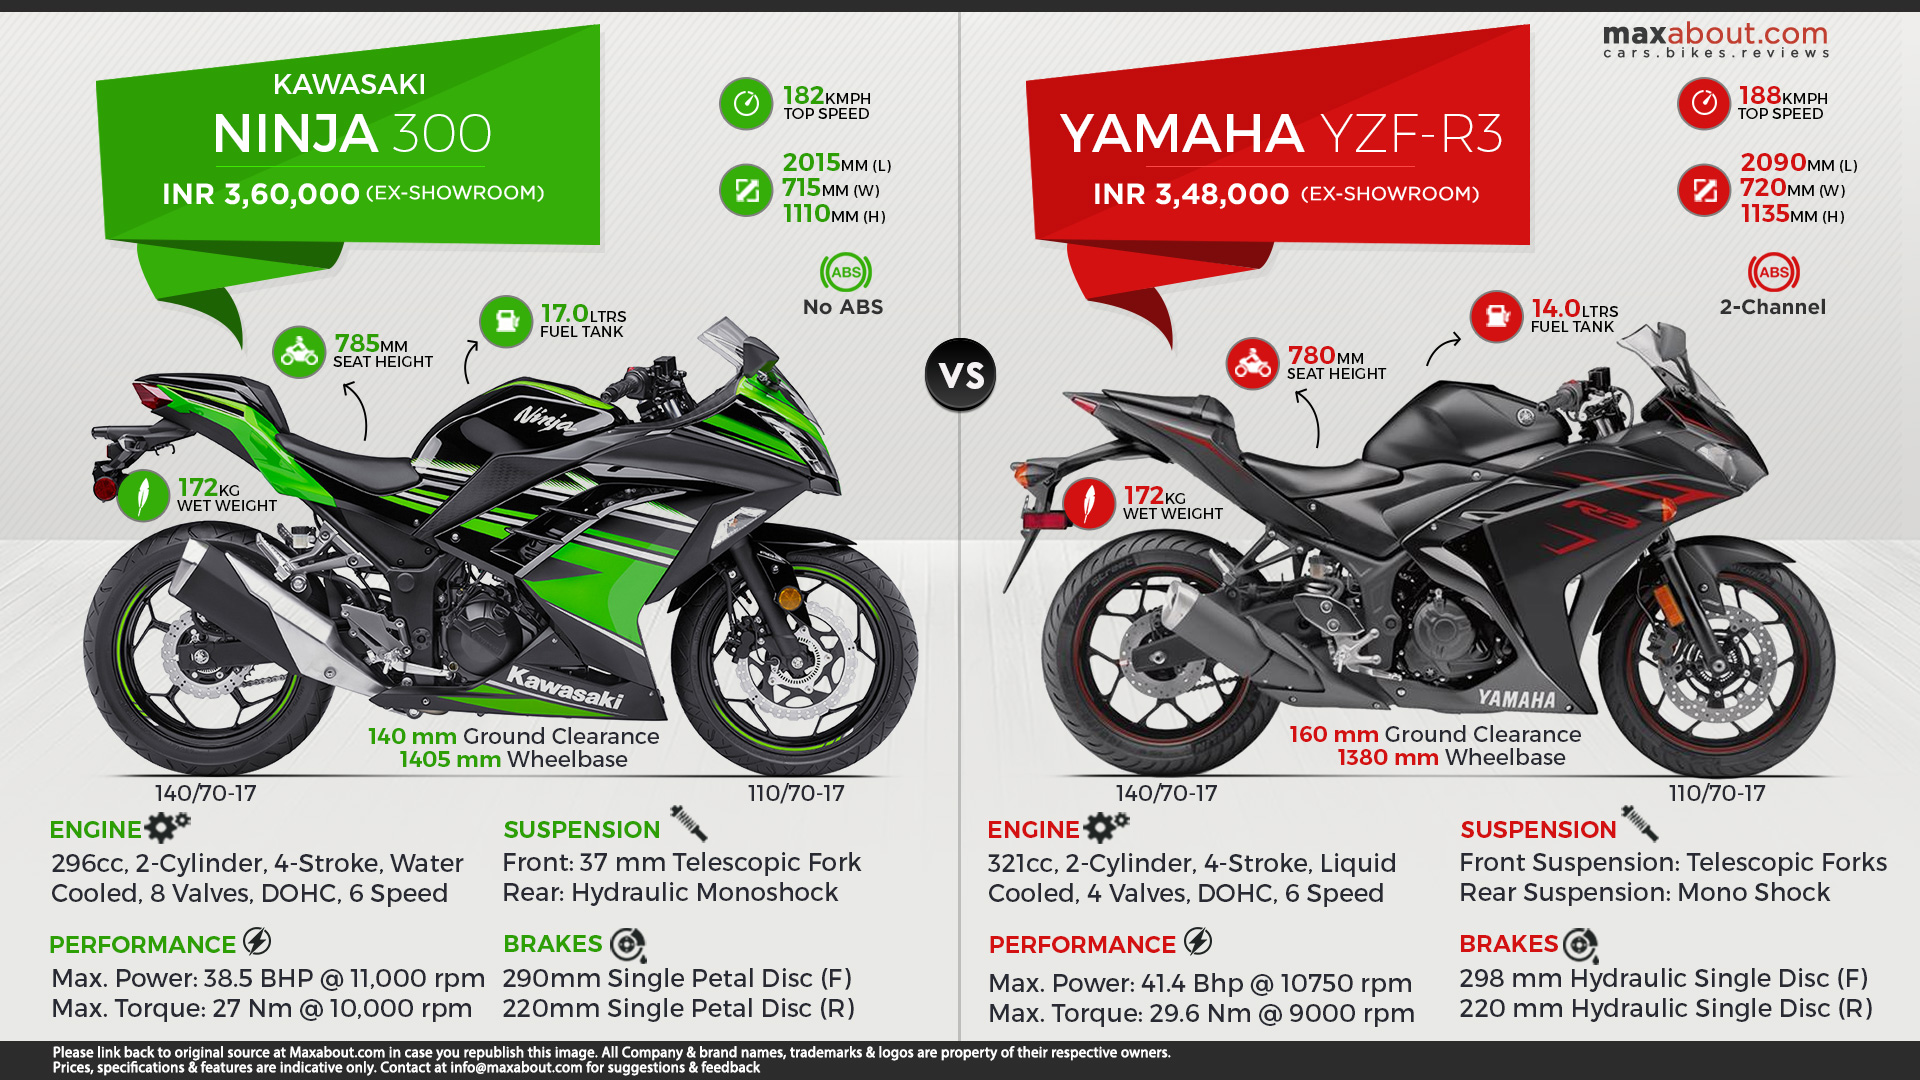 maxabout.com
cars.bikes.reviews
KAWASAKI
NINJA 300
INR 3,60,000 (EX-SHOWROOM)
182KMPH
TOP SPEED
2015MM (L)
715MM (W)
1110MM (H)
ABS
No ABS
17.0LTRS
FUEL TANK
785MM
SEAT HEIGHT
172KG
WET WEIGHT
Ninja
Kawasaki
140 mm Ground Clearance
1405 mm Wheelbase
140/70-17
110/70-17
ENGINE
296cc, 2-Cylinder, 4-Stroke, Water
Cooled, 8 Valves, DOHC, 6 Speed
SUSPENSION
Front: 37 mm Telescopic Fork
Rear: Hydraulic Monoshock
PERFORMANCE
Max. Power: 38.5 BHP @ 11,000 rpm
Max. Torque: 27 Nm @ 10,000 rpm
BRAKES
290mm Single Petal Disc (F)
220mm Single Petal Disc (R)
VS
YAMAHA YZF-R3
INR 3,48,000 (EX-SHOWROOM)
188KMPH
TOP SPEED
2090MM (L)
720MM (W)
1135MM (H)
ABS
2-Channel
14.0LTRS
FUEL TANK
780MM
SEAT HEIGHT
172KG
WET WEIGHT
R3
YAMAHA
160 mm Ground Clearance
1380 mm Wheelbase
140/70-17
110/70-17
ENGINE
321cc, 2-Cylinder, 4-Stroke, Liquid
Cooled, 4 Valves, DOHC, 6 Speed
SUSPENSION
Front Suspension: Telescopic Forks
Rear Suspension: Mono Shock
PERFORMANCE
Max. Power: 41.4 Bhp @ 10750 rpm
Max. Torque: 29.6 Nm @ 9000 rpm
BRAKES
298 mm Hydraulic Single Disc (F)
220 mm Hydraulic Single Disc (R)
Please link back to original source at Maxabout.com in case you republish this image. All Company & brand names, trademarks & logos are property of their respective owners.
Prices, specifications & features are indicative only. Contact at info@maxabout.com for suggestions & feedback